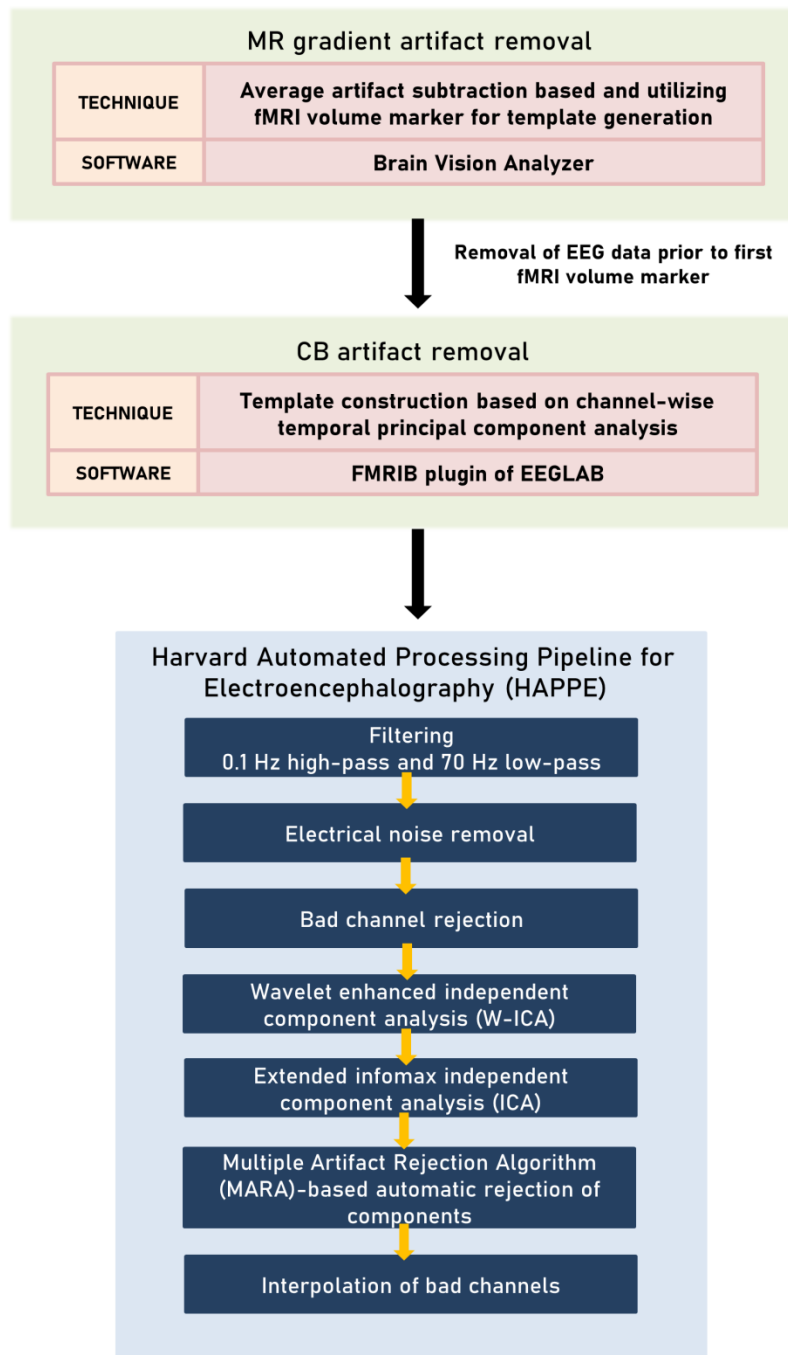 MR gradient artifact removal
TECHNIQUE
Average artifact subtraction based and utilizing
fMRI volume marker for template generation
SOFTWARE
Brain Vision Analyzer
Removal of EEG data prior to first
fMRI volume marker
CB artifact removal
TECHNIQUE
Template construction based on channel-wise
temporal principal component analysis
SOFTWARE
FMRIB plugin of EEGLAB
Harvard Automated Processing Pipeline for
Electroencephalography (HAPPE)
Filtering
0.1 Hz high-pass and 70 Hz low-pass
Electrical noise removal
Bad channel rejection
Wavelet enhanced independent
component analysis (W-ICA)
Extended infomax independent
component analysis (ICA)
Multiple Artifact Rejection Algorithm
(MARA)-based automatic rejection of
components
Interpolation of bad channels